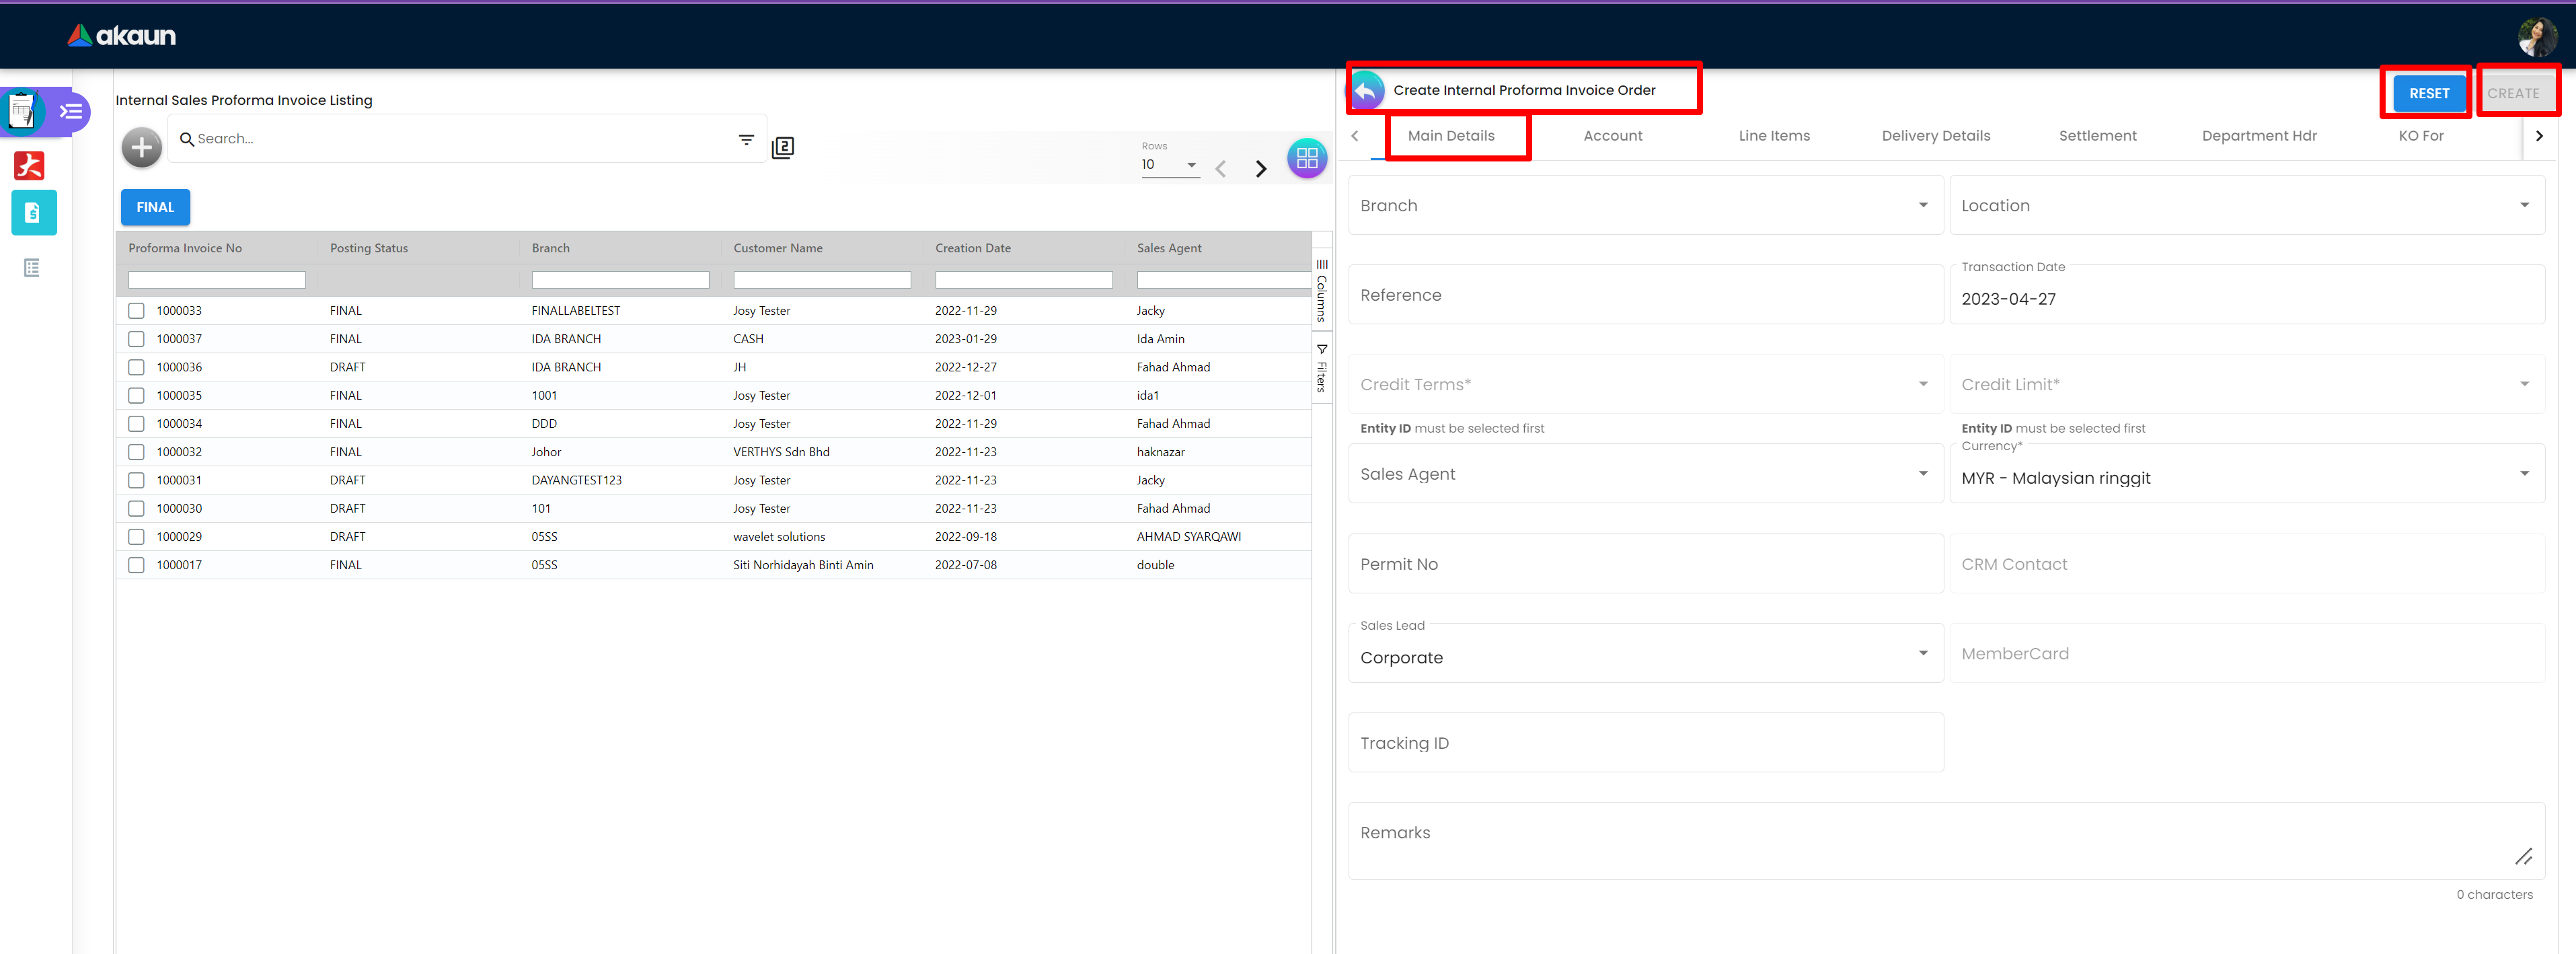 akaun
Internal Sales Proforma Invoice Listing
Search...
2
Rows
10
FINAL
Proforma Invoice No Posting Status Branch Customer Name Creation Date Sales Agent
1000033 FINAL FINALLABELTEST Josy Tester 2022-11-29 Jacky
1000037 FINAL IDA BRANCH CASH 2023-01-29 Ida Amin
1000036 DRAFT IDA BRANCH JH 2022-12-27 Fahad Ahmad
1000035 FINAL 1001 Josy Tester 2022-12-01 ida1
1000034 FINAL DDD Josy Tester 2022-11-29 Fahad Ahmad
1000032 FINAL Johor VERTHYS Sdn Bhd 2022-11-23 haknazar
1000031 DRAFT DAYANGTEST123 Josy Tester 2022-11-23 Jacky
1000030 DRAFT 101 Josy Tester 2022-11-23 Fahad Ahmad
1000029 DRAFT 05SS wavelet solutions 2022-09-18 AHMAD SYARQAWI
1000017 FINAL 05SS Siti Norhidayah Binti Amin 2022-07-08 double
Columns
Filters
Create Internal Proforma Invoice Order
RESET
CREATE
Main Details Account Line Items Delivery Details Settlement Department Hdr KO For
Branch
Location
Reference
Transaction Date
2023-04-27
Credit Terms*
Credit Limit*
Entity ID must be selected first
Entity ID must be selected first
Sales Agent
Currency*
MYR - Malaysian ringgit
Permit No
CRM Contact
Sales Lead
Corporate
MemberCard
Tracking ID
Remarks
0 characters